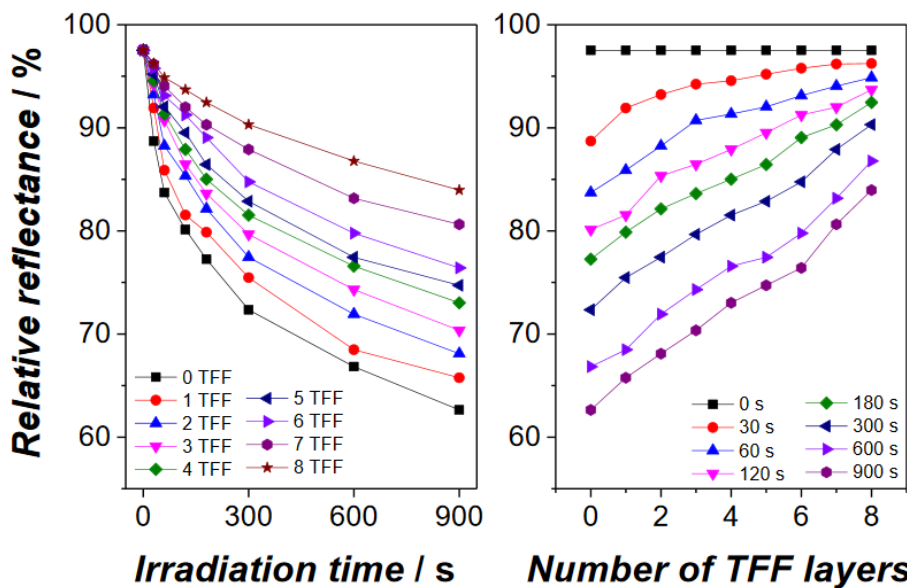 Relative reflectance / %
100
90
80
70
60
0 TFF
1 TFF
2 TFF
3 TFF
4 TFF
5 TFF
6 TFF
7 TFF
8 TFF
0
300
600
900
Irradiation time / s
100
90
80
70
60
0 s
30 s
60 s
120 s
180 s
300 s
600 s
900 s
0
2
4
6
8
Number of TFF layers